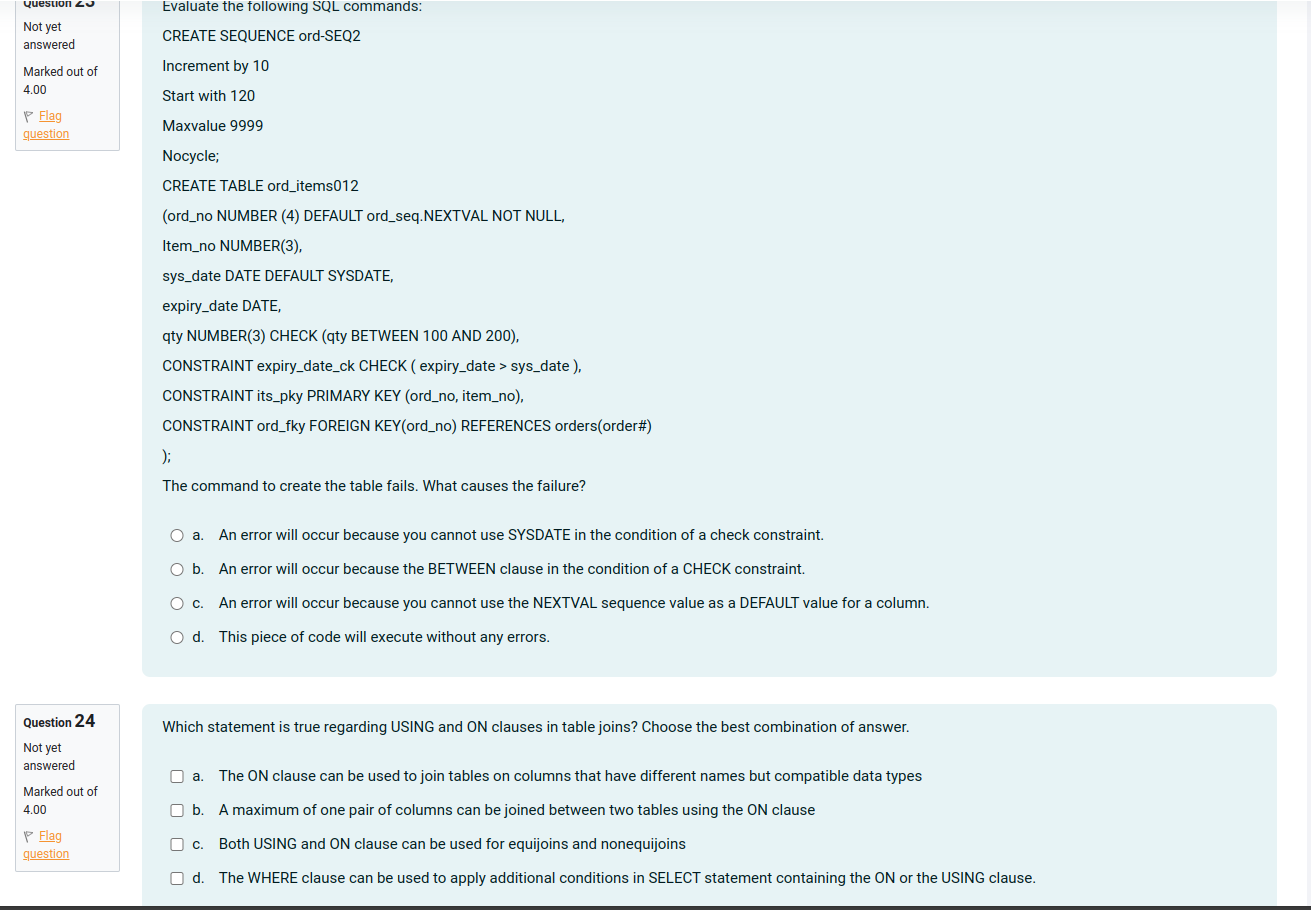 Question 23
Not yet
answered
Marked out of
4.00
Flag
question
Evaluate the following SQL commands:
CREATE SEQUENCE ord-SEQ2
Increment by 10
Start with 120
Maxvalue 9999
Nocycle;
CREATE TABLE ord_items012
(ord_no NUMBER (4) DEFAULT ord_seq.NEXTVAL NOT NULL,
Item_no NUMBER(3),
sys_date DATE DEFAULT SYSDATE,
expiry_date DATE,
qty NUMBER(3) CHECK (qty BETWEEN 100 AND 200),
CONSTRAINT expiry_date_ck CHECK ( expiry_date > sys_date ),
CONSTRAINT its_pky PRIMARY KEY (ord_no, item_no),
CONSTRAINT ord_fky FOREIGN KEY(ord_no) REFERENCES orders(order#)
);
The command to create the table fails. What causes the failure?
a. An error will occur because you cannot use SYSDATE in the condition of a check constraint.
b. An error will occur because the BETWEEN clause in the condition of a CHECK constraint.
c. An error will occur because you cannot use the NEXTVAL sequence value as a DEFAULT value for a column.
d. This piece of code will execute without any errors.
Question 24
Not yet
answered
Marked out of
4.00
Flag
question
Which statement is true regarding USING and ON clauses in table joins? Choose the best combination of answer.
a. The ON clause can be used to join tables on columns that have different names but compatible data types
b. A maximum of one pair of columns can be joined between two tables using the ON clause
c. Both USING and ON clause can be used for equijoins and nonequijoins
d. The WHERE clause can be used to apply additional conditions in SELECT statement containing the ON or the USING clause.